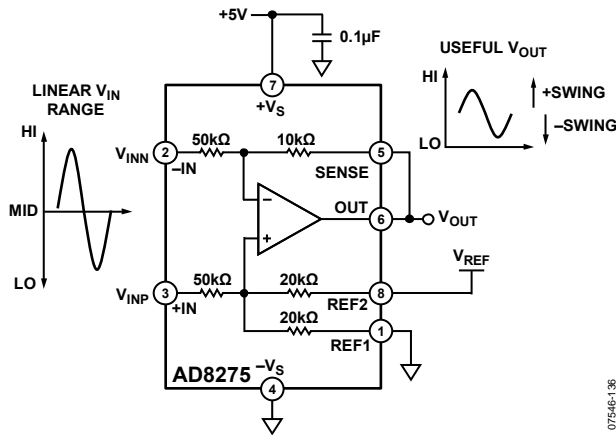 +5V
0.1µF
USEFUL VOUT
HI
+SWING
–SWING
LO
LINEAR VIN
RANGE
HI
MID
LO
7
+VS
50kΩ
10kΩ
VINN
2
–IN
5
SENSE
–
+
OUT
6
VOUT
VREF
VINP
3
+IN
50kΩ
20kΩ
8
REF2
20kΩ
1
REF1
AD8275
–VS
4
07546-136